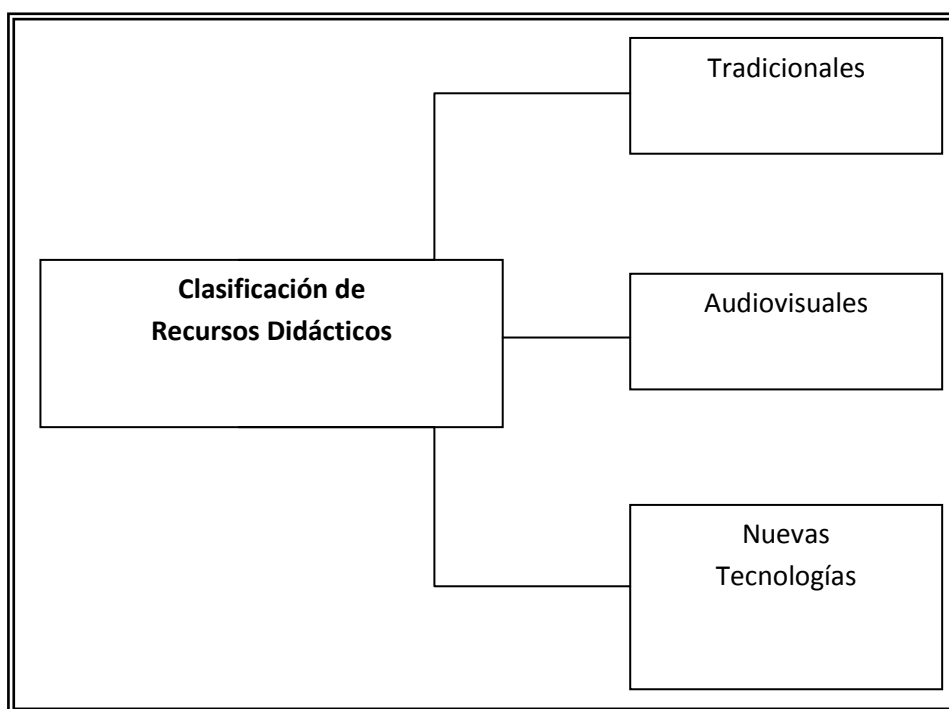 Tradicionales
Clasificación de
Recursos Didácticos
Audiovisuales
Nuevas
Tecnologías